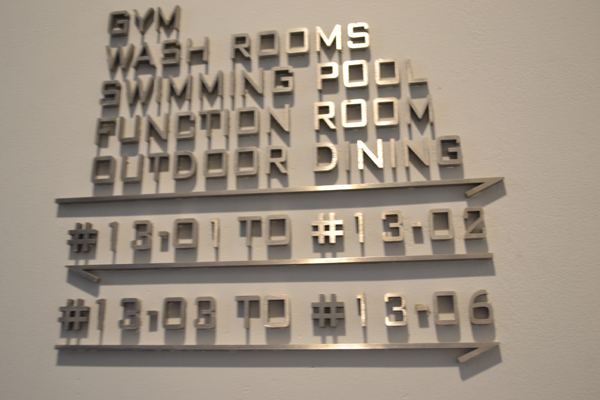 GYM
WASH ROOMS
SWIMMING POOL
FUNCTION ROOM
OUTDOOR DINING
#13-01 TO #13-02
#13-03 TO #13-06